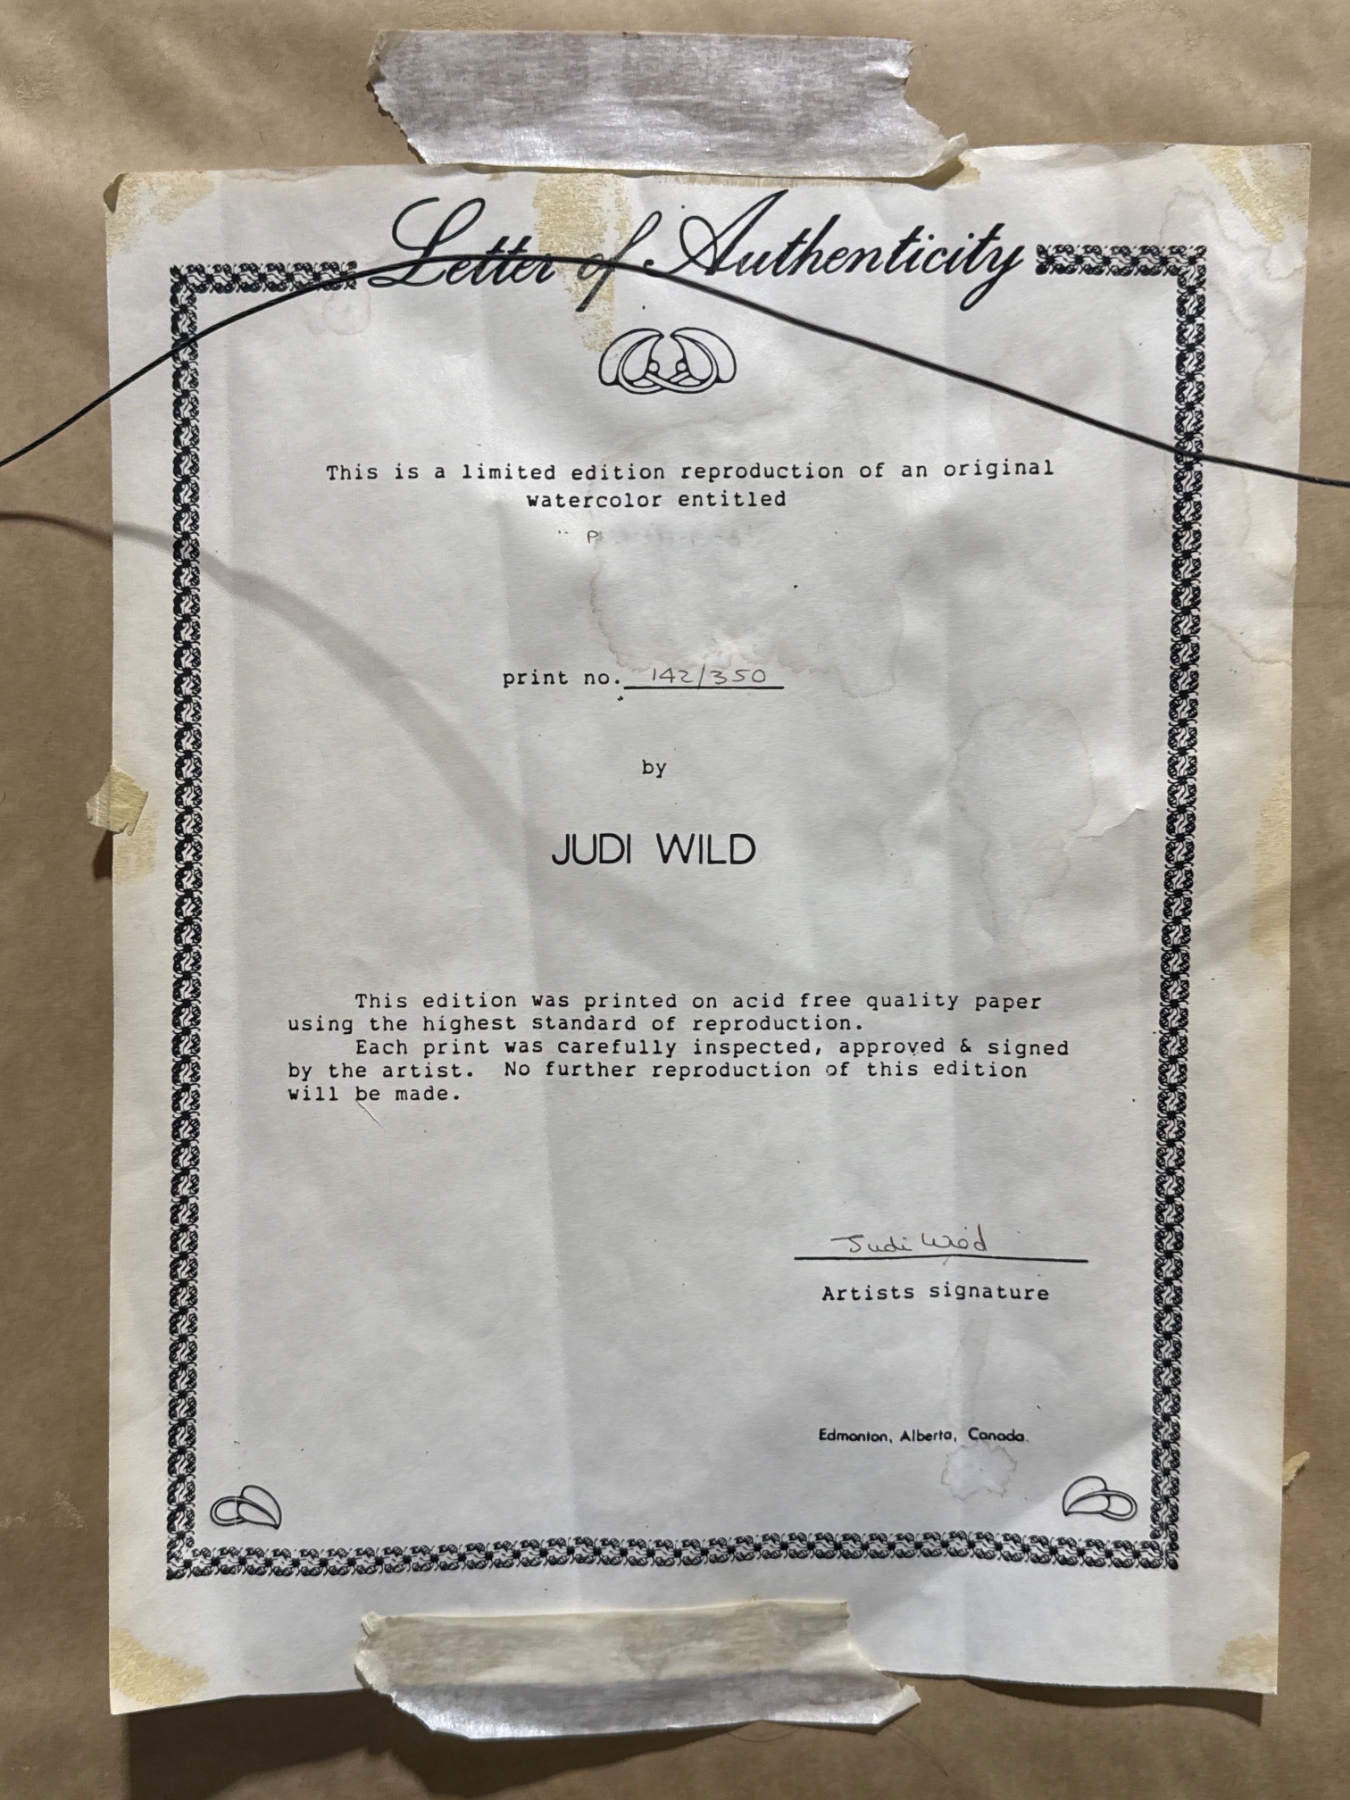 Letter of Authenticity
This is a limited edition reproduction of an original
watercolor entitled
print no. 142/350
by
JUDI WILD
This edition was printed on acid free quality paper
using the highest standard of reproduction.
Each print was carefully inspected, approved & signed
by the artist. No further reproduction of this edition
will be made.
Judi Wild
Artists signature
Edmonton, Alberta, Canada.